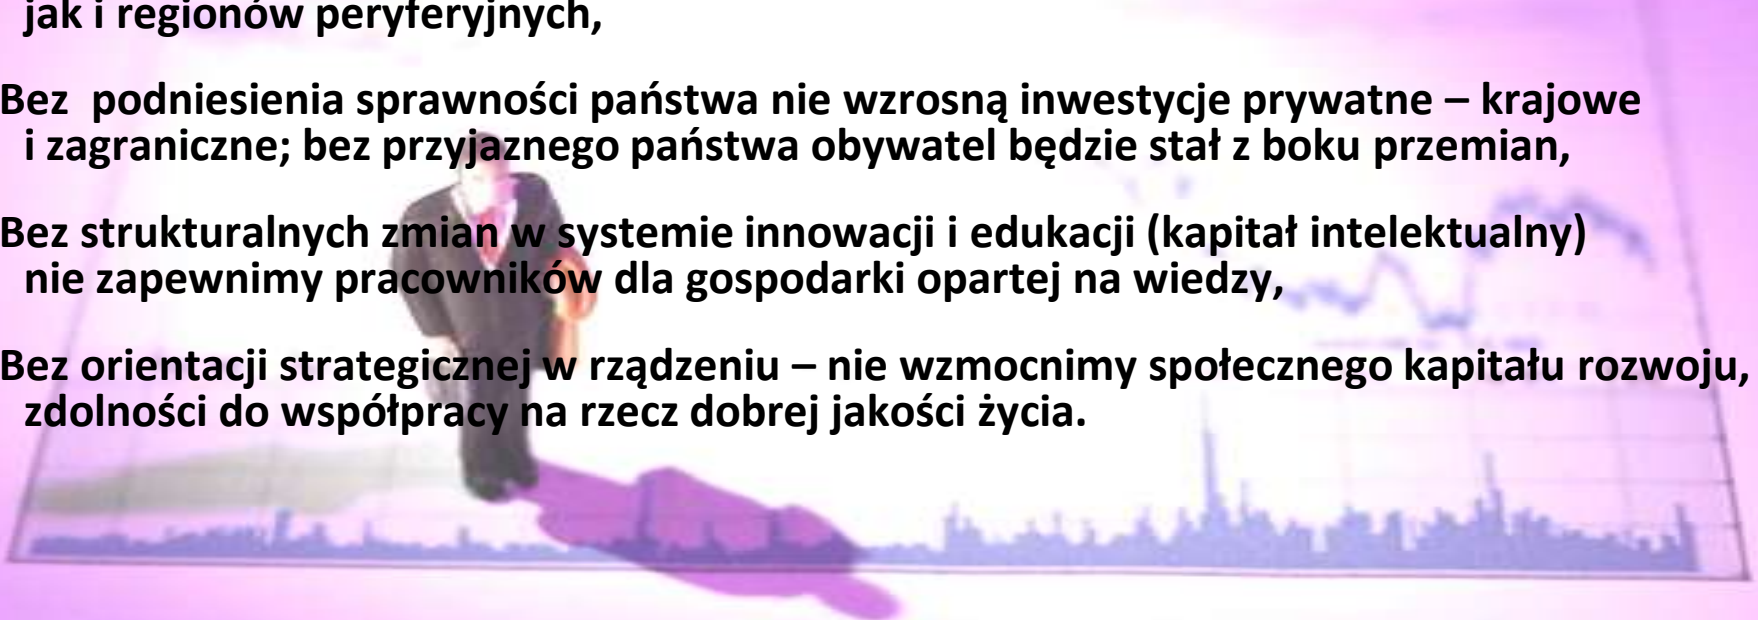 jak i regionów peryferyjnych,
Bez podniesienia sprawności państwa nie wzrosną inwestycje prywatne – krajowe
i zagraniczne; bez przyjaznego państwa obywatel będzie stał z boku przemian,
Bez strukturalnych zmian w systemie innowacji i edukacji (kapitał intelektualny)
nie zapewnimy pracowników dla gospodarki opartej na wiedzy,
Bez orientacji strategicznej w rządzeniu – nie wzmocnimy społecznego kapitału rozwoju,
zdolności do współpracy na rzecz dobrej jakości życia.